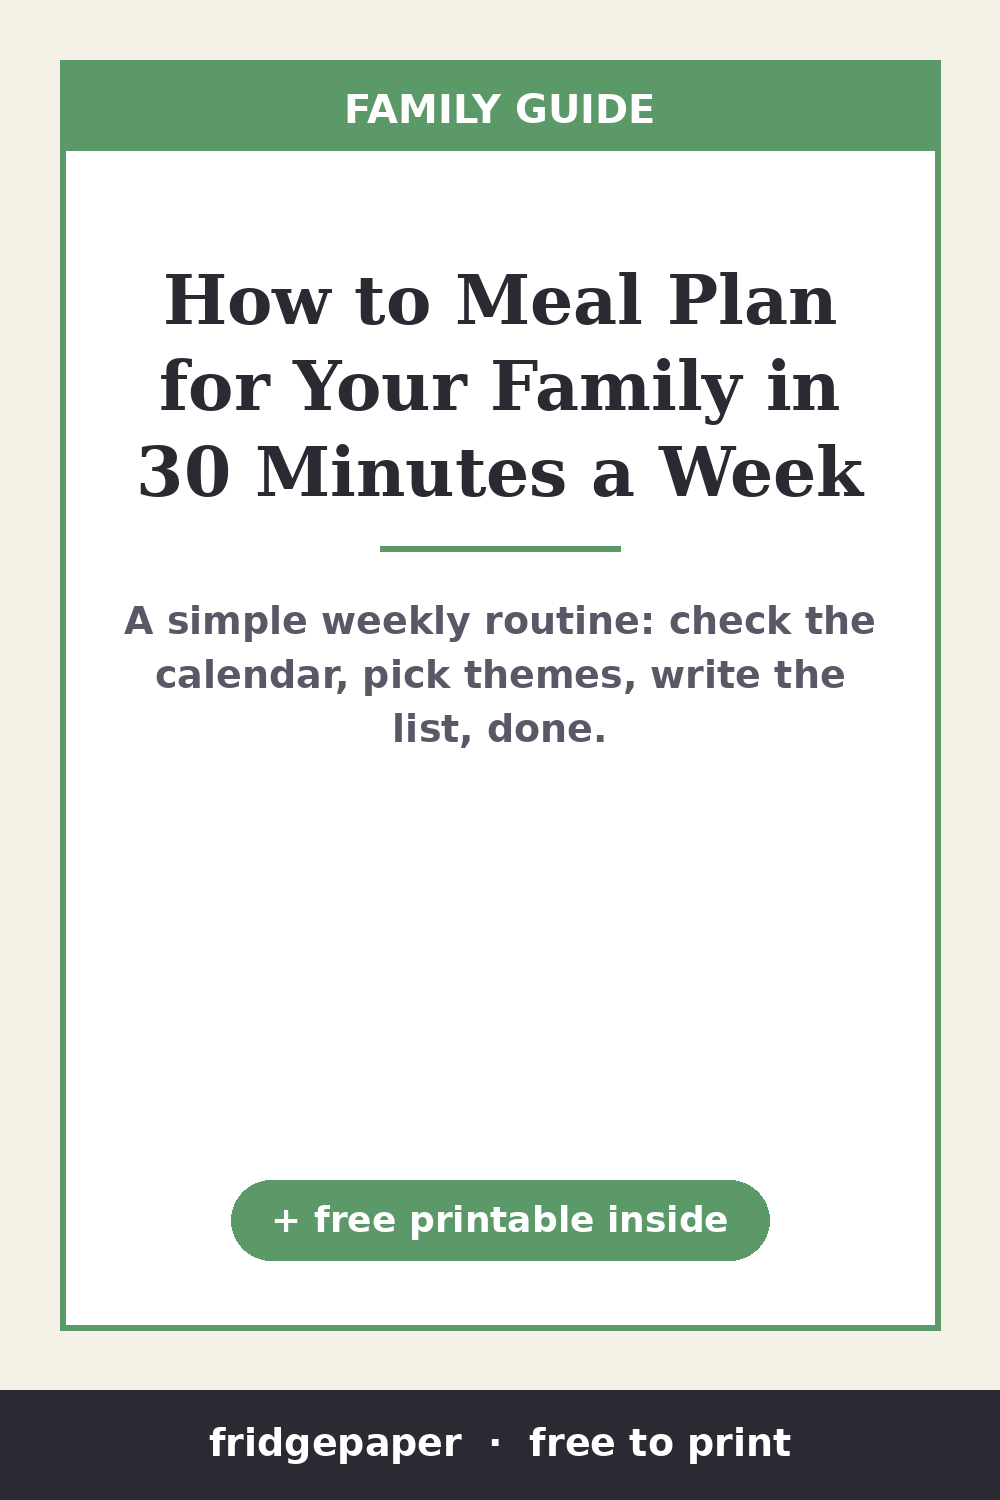 FAMILY GUIDE
How to Meal Plan
for Your Family in
30 Minutes a Week
A simple weekly routine: check the
calendar, pick themes, write the
list, done.
+ free printable inside
fridgepaper · free to print